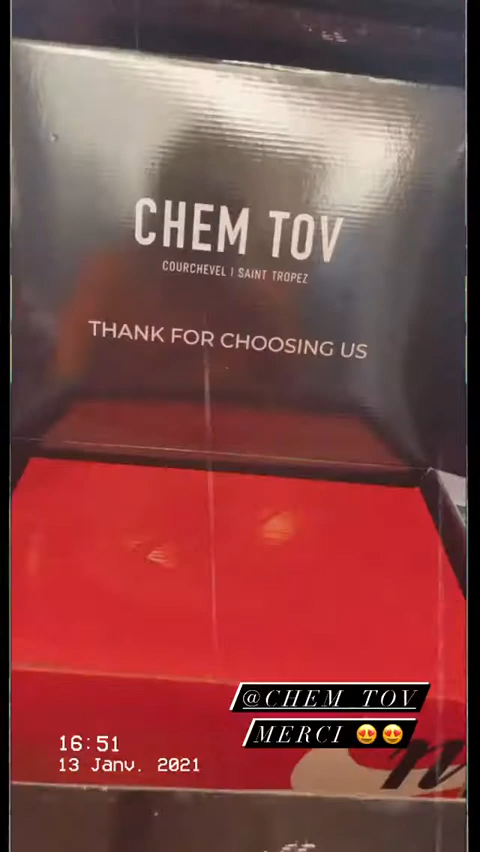 CHEM TOV
COURCHEVEL | SAINT TROPEZ
THANK FOR CHOOSING US
@CHEM_TOV
MERCI 😍😍
16:51
13 Janv. 2021